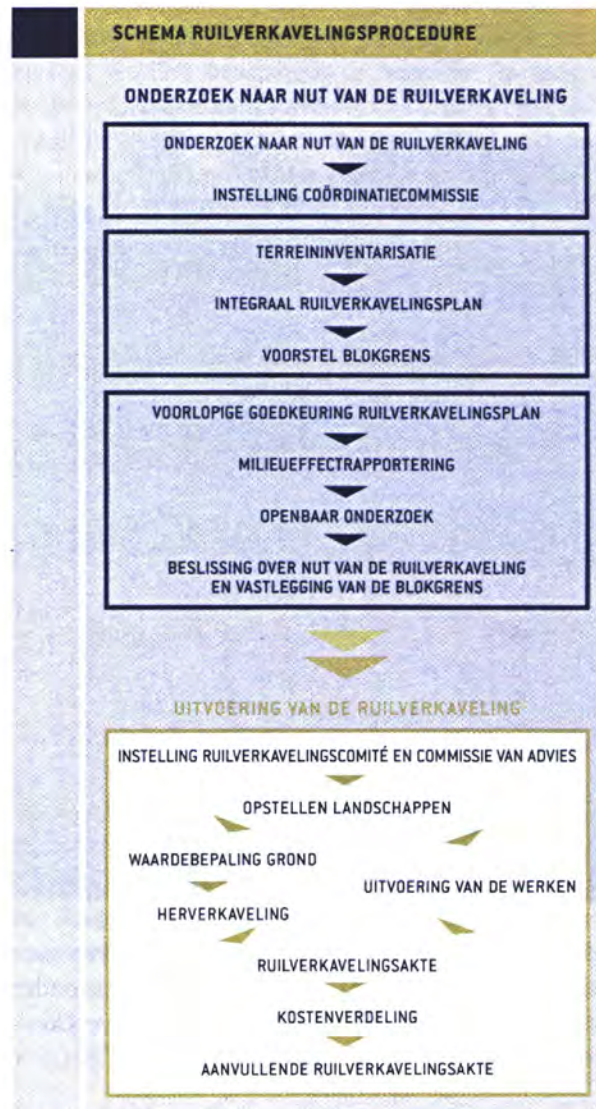 SCHEMA RUILVERKAVELINGSPROCEDURE
ONDERZOEK NAAR NUT VAN DE RUILVERKAVELING
ONDERZOEK NAAR NUT VAN DE RUILVERKAVELING
INSTELLING COÖRDINATIECOMMISSIE
TERREININVENTARISATIE
INTEGRAAL RUILVERKAVELINGSPLAN
VOORSTEL BLOKGRENS
VOORLOPIGE GOEDKEURING RUILVERKAVELINGSPLAN
MILIEUEFFECTRAPPORTERING
OPENBAAR ONDERZOEK
BESLISSING OVER NUT VAN DE RUILVERKAVELING
EN VASTLEGGING VAN DE BLOKGRENS
UITVOERING VAN DE RUILVERKAVELING
INSTELLING RUILVERKAVELINGSCOMITÉ EN COMMISSIE VAN ADVIES
OPSTELLEN LANDSCHAPPEN
WAARDEBEPALING GROND
UITVOERING VAN DE WERKEN
HERVERKAVELING
RUILVERKAVELINGSAKTE
KOSTENVERDELING
AANVULLENDE RUILVERKAVELINGSAKTE